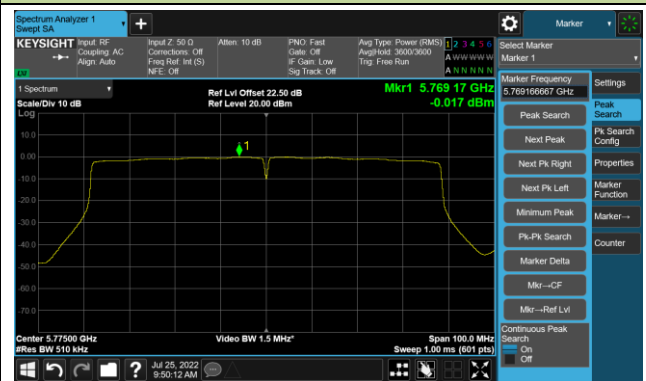 Spectrum Analyzer 1
Swept SA
+
Marker
KEYSIGHT
Input: RF
Coupling: AC
Align: Auto
Input Z: 50 Ω
Corrections: Off
Freq Ref: Int (S)
NFE: Off
Atten: 10 dB
PNO: Fast
Gate: Off
IF Gain: Low
Sig Track: Off
Avg Type: Power (RMS)
Avg|Hold: 3600/3600
Trig: Free Run
1 2 3 4 5 6
A W W W W W
A N N N N N
Select Marker
Marker 1
LXI
1 Spectrum
Scale/Div 10 dB
Log
Ref Lvl Offset 22.50 dB
Ref Level 20.00 dBm
Mkr1 5.769 17 GHz
-0.017 dBm
10.0
0.00
-10.0
-20.0
-30.0
-40.0
-50.0
-60.0
-70.0
1
Center 5.77500 GHz
#Res BW 510 kHz
Video BW 1.5 MHz*
Span 100.0 MHz
Sweep 1.00 ms (601 pts)
Marker Frequency
5.769166667 GHz
Peak Search
Next Peak
Next Pk Right
Next Pk Left
Minimum Peak
Pk-Pk Search
Marker Delta
Mkr→CF
Mkr→Ref Lvl
Continuous Peak
Search
On
Off
Settings
Peak
Search
Pk Search
Config
Properties
Marker
Function
Marker→
Counter
?
Jul 25, 2022
9:50:12 AM